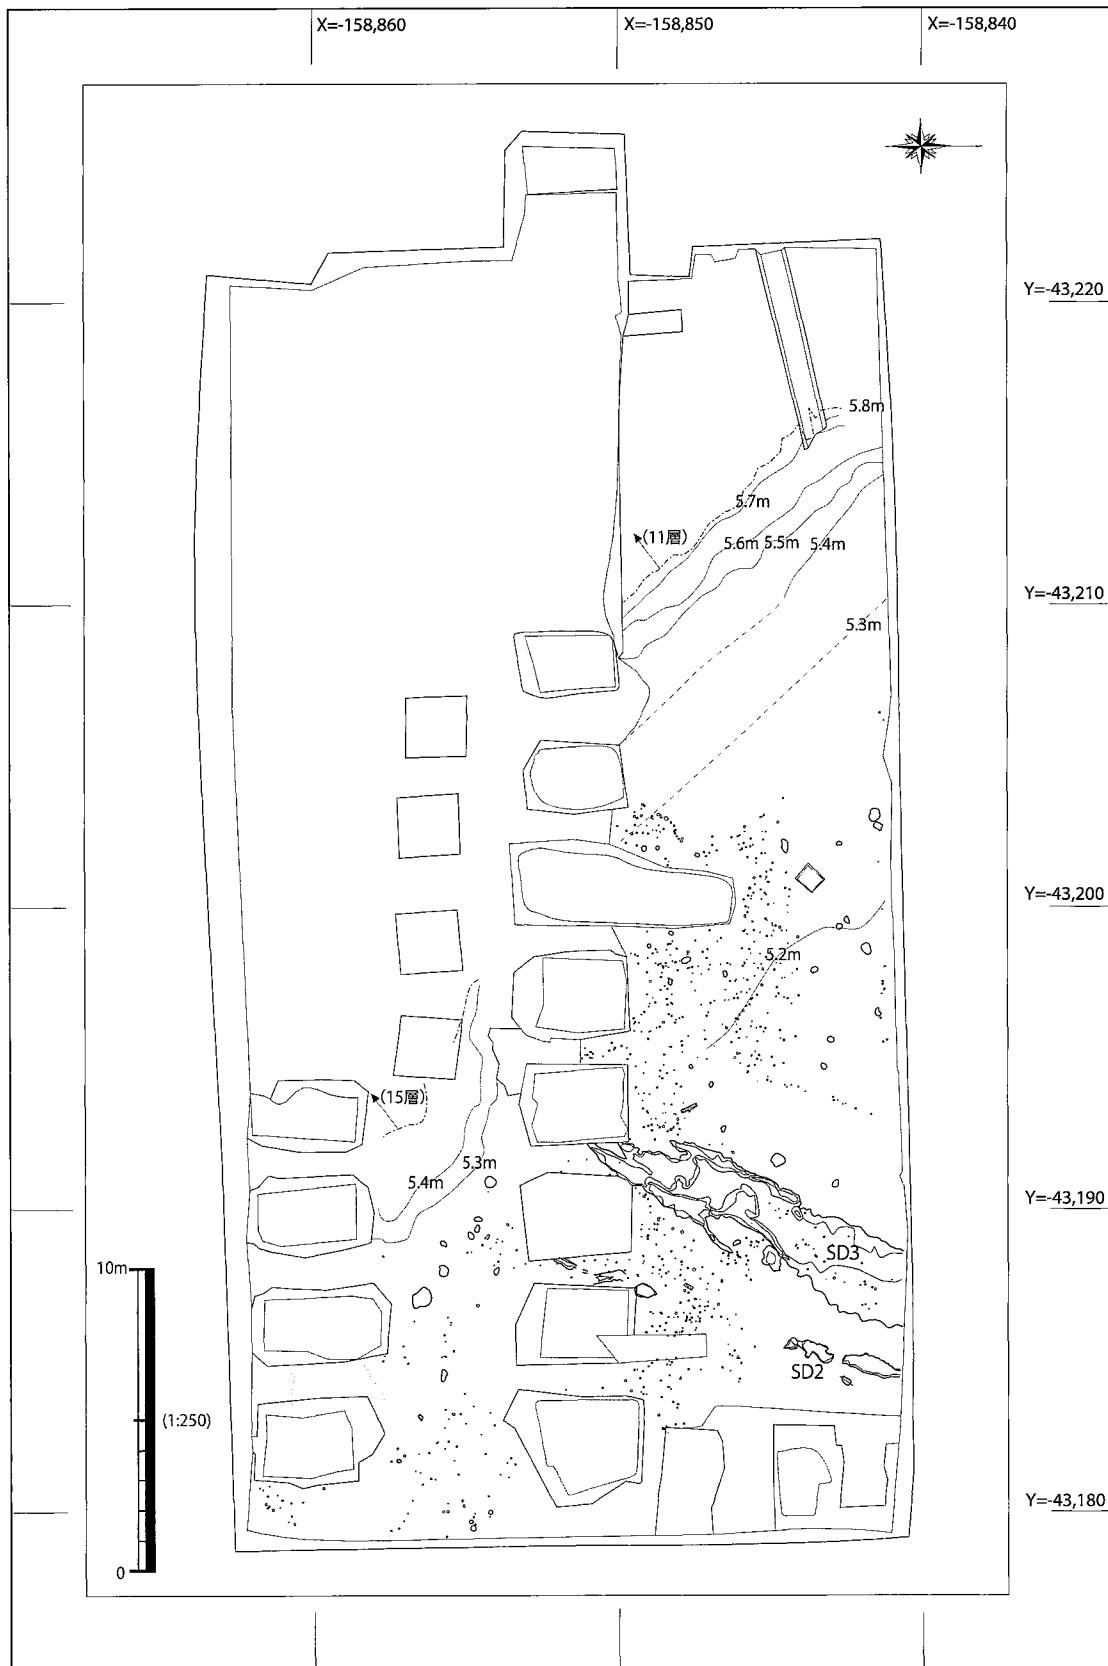 X=-158,860
X=-158,850
X=-158,840
Y=-43,220
5.8m
5.7m
(11層)
5.6m
5.5m
5.4m
Y=-43,210
5.3m
Y=-43,200
5.2m
(15層)
5.3m
5.4m
Y=-43,190
SD3
10m
SD2
(1:250)
Y=-43,180
0